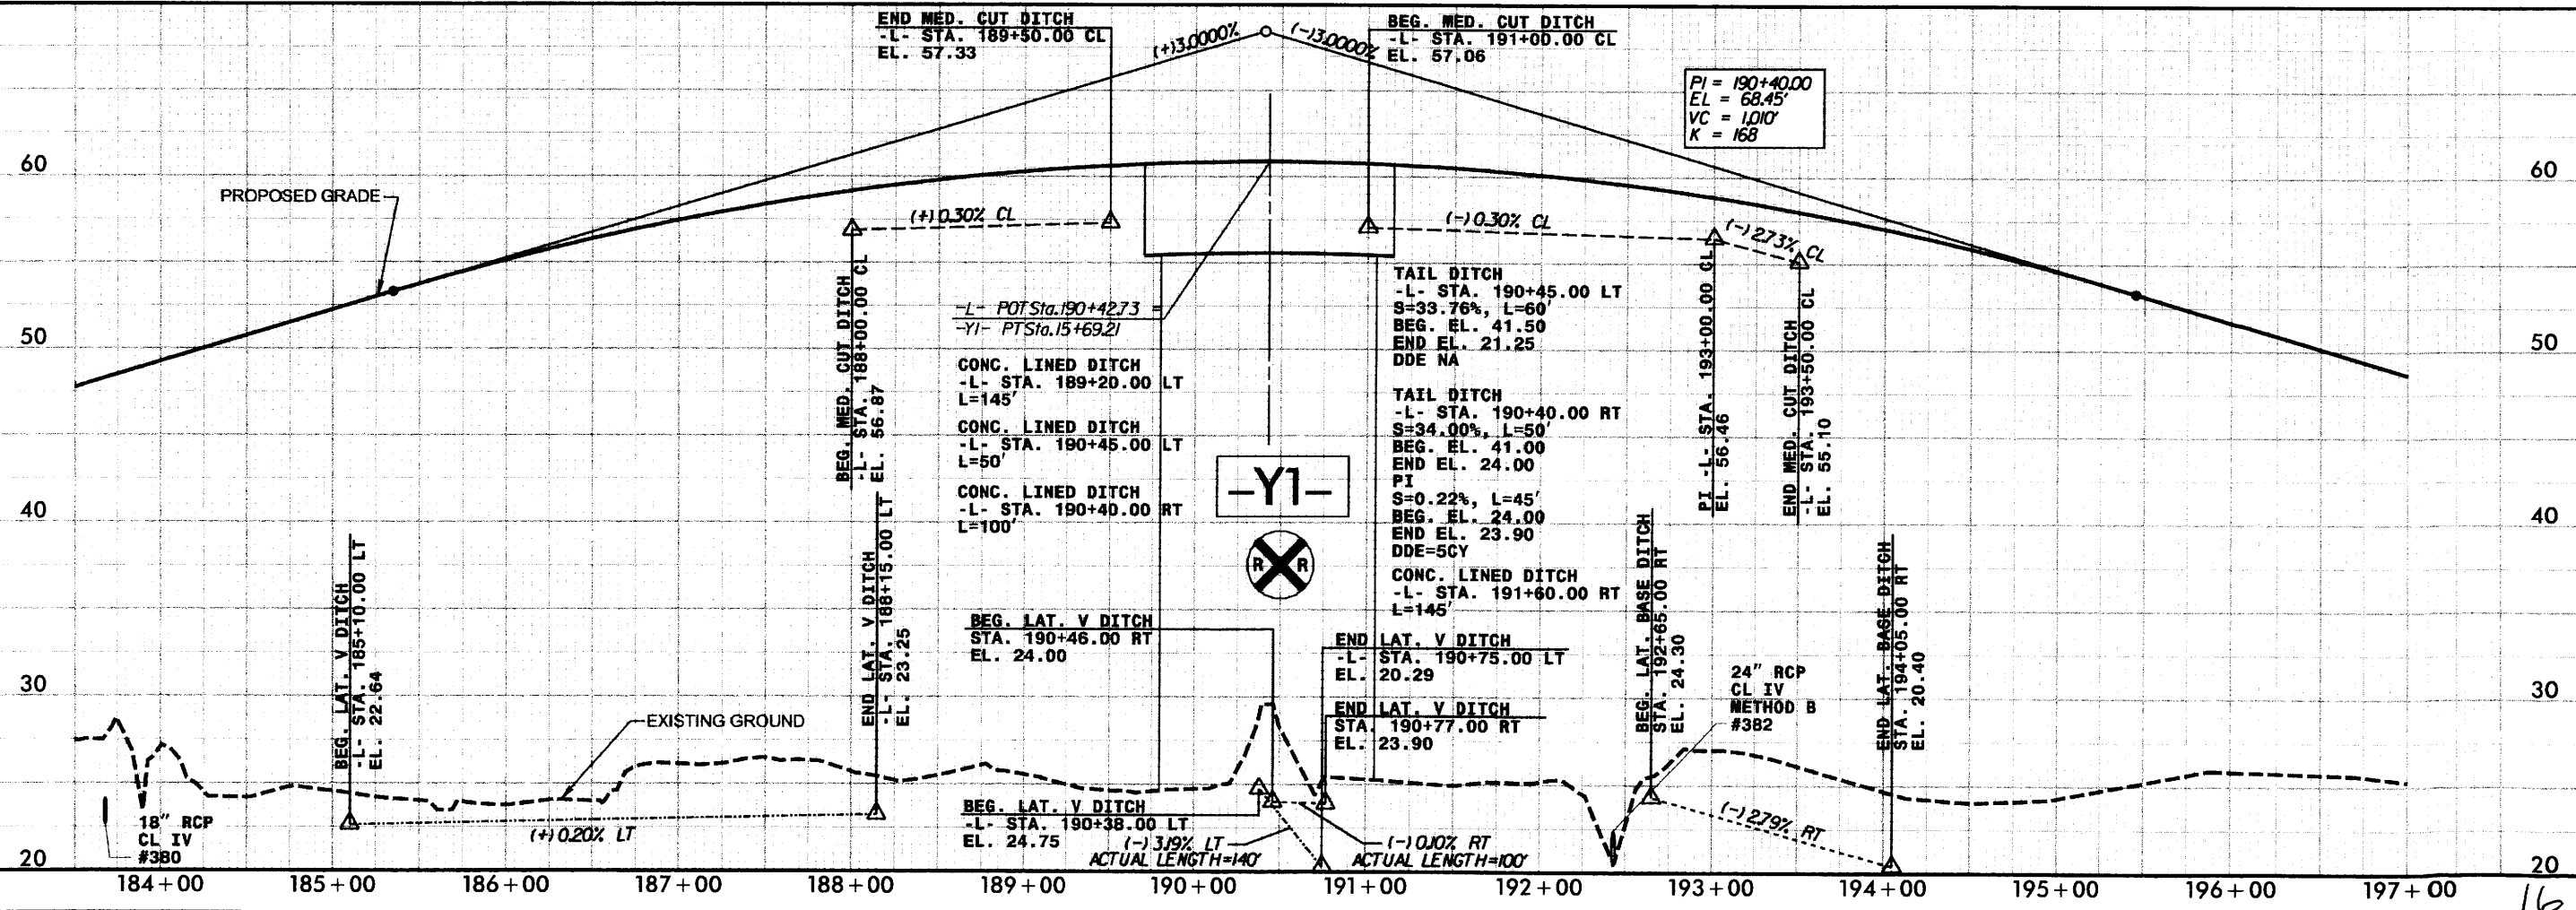 END MED. CUT DITCH
-L- STA. 189+50.00 CL
EL. 57.33
(+)3.0000%
(-)3.0000%
BEG. MED. CUT DITCH
-L- STA. 191+00.00 CL
EL. 57.06
PI = 190+40.00
EL = 68.45'
VC = 1,010'
K = 168
60
60
PROPOSED GRADE
(+)0.30% CL
(-)0.30% CL
(-)2.73% CL
BEG. MED. CUT DITCH
-L- STA. 188+00.00 CL
EL. 56.87
-L- POT Sta. 190+42.73 =
-Y1- PT Sta. 15+69.21
CONC. LINED DITCH
-L- STA. 189+20.00 LT
L=145'
CONC. LINED DITCH
-L- STA. 190+45.00 LT
L=50'
CONC. LINED DITCH
-L- STA. 190+40.00 RT
L=100'
-Y1-
R R
TAIL DITCH
-L- STA. 190+45.00 LT
S=33.76%, L=60'
BEG. EL. 41.50
END EL. 21.25
DDE NA
TAIL DITCH
-L- STA. 190+40.00 RT
S=34.00%, L=50'
BEG. EL. 41.00
END EL. 24.00
PI
S=0.22%, L=45'
BEG. EL. 24.00
END EL. 23.90
DDE=5CY
CONC. LINED DITCH
-L- STA. 191+60.00 RT
L=145'
PI -L- STA. 193+00.00 CL
EL. 56.46
END MED. CUT DITCH
-L- STA. 193+50.00 CL
EL. 55.10
50
50
40
40
BEG. LAT. V DITCH
-L- STA. 185+10.00 LT
EL. 22.64
END LAT. V DITCH
-L- STA. 188+15.00 LT
EL. 23.25
BEG. LAT. V DITCH
STA. 190+46.00 RT
EL. 24.00
END LAT. V DITCH
-L- STA. 190+75.00 LT
EL. 20.29
END LAT. V DITCH
STA. 190+77.00 RT
EL. 23.90
BEG. LAT. BASE DITCH
STA. 192+65.00 RT
EL. 24.30
24" RCP
CL IV
METHOD B
#382
END LAT. BASE DITCH
STA. 194+05.00 RT
EL. 20.40
30
30
EXISTING GROUND
18" RCP
CL IV
#380
(+)0.20% LT
BEG. LAT. V DITCH
-L- STA. 190+38.00 LT
EL. 24.75
(-)3.19% LT
ACTUAL LENGTH=140'
(-)0.10% RT
ACTUAL LENGTH=100'
(-)2.79% RT
20
20
184+00 185+00 186+00 187+00 188+00 189+00 190+00 191+00 192+00 193+00 194+00 195+00 196+00 197+00
16